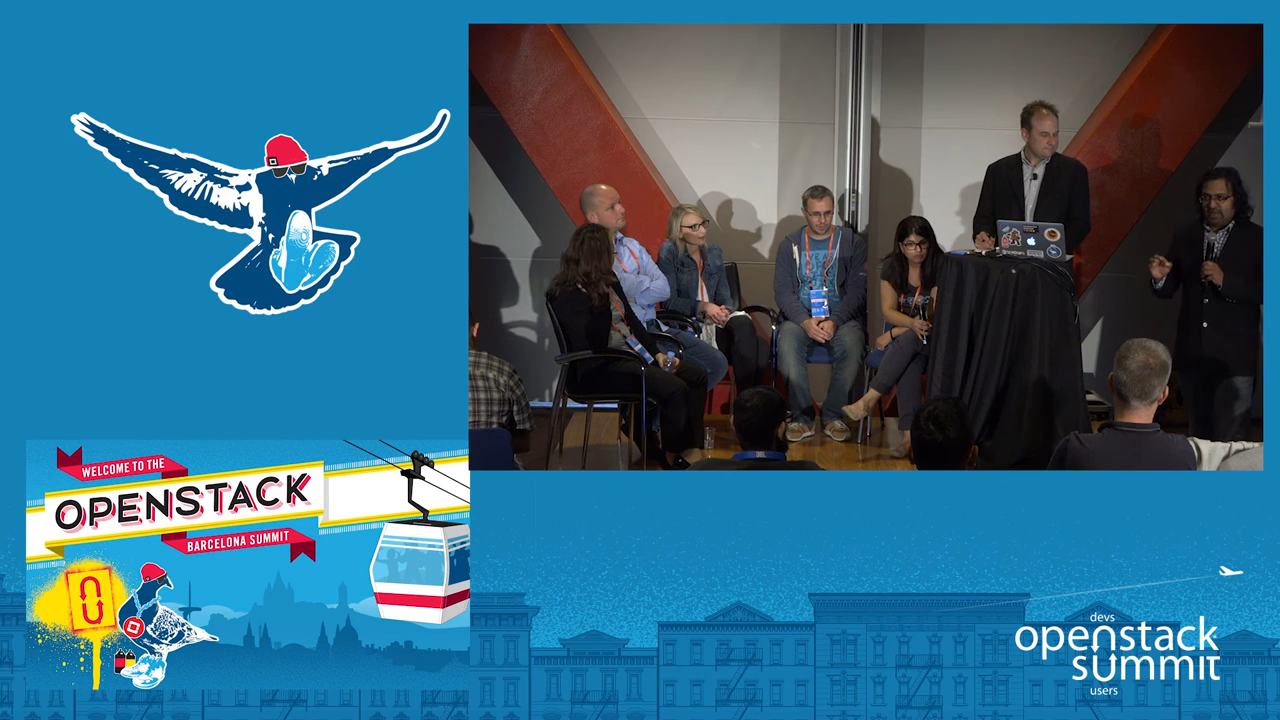 WELCOME TO THE
OPENSTACK
BARCELONA SUMMIT
devs
openstack
summit
users